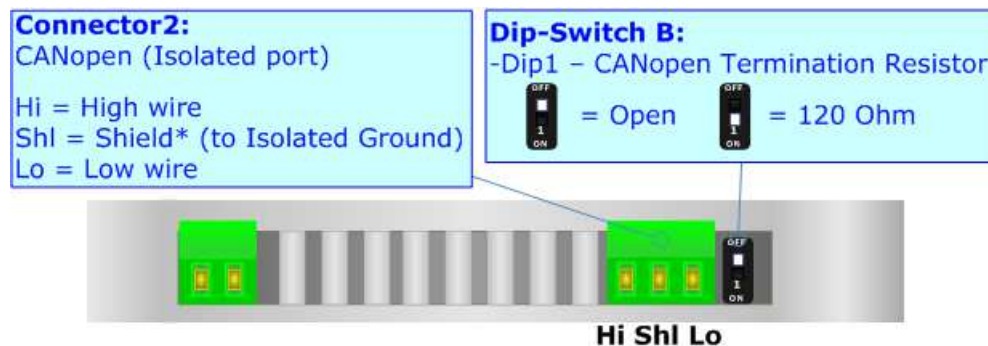 Connector2:
CANopen (Isolated port)
Hi = High wire
Shl = Shield* (to Isolated Ground)
Lo = Low wire
Dip-Switch B:
-Dip1 – CANopen Termination Resistor
OFF
1
ON
= Open
OFF
1
ON
= 120 Ohm
OFF
1
ON
Hi Shl Lo